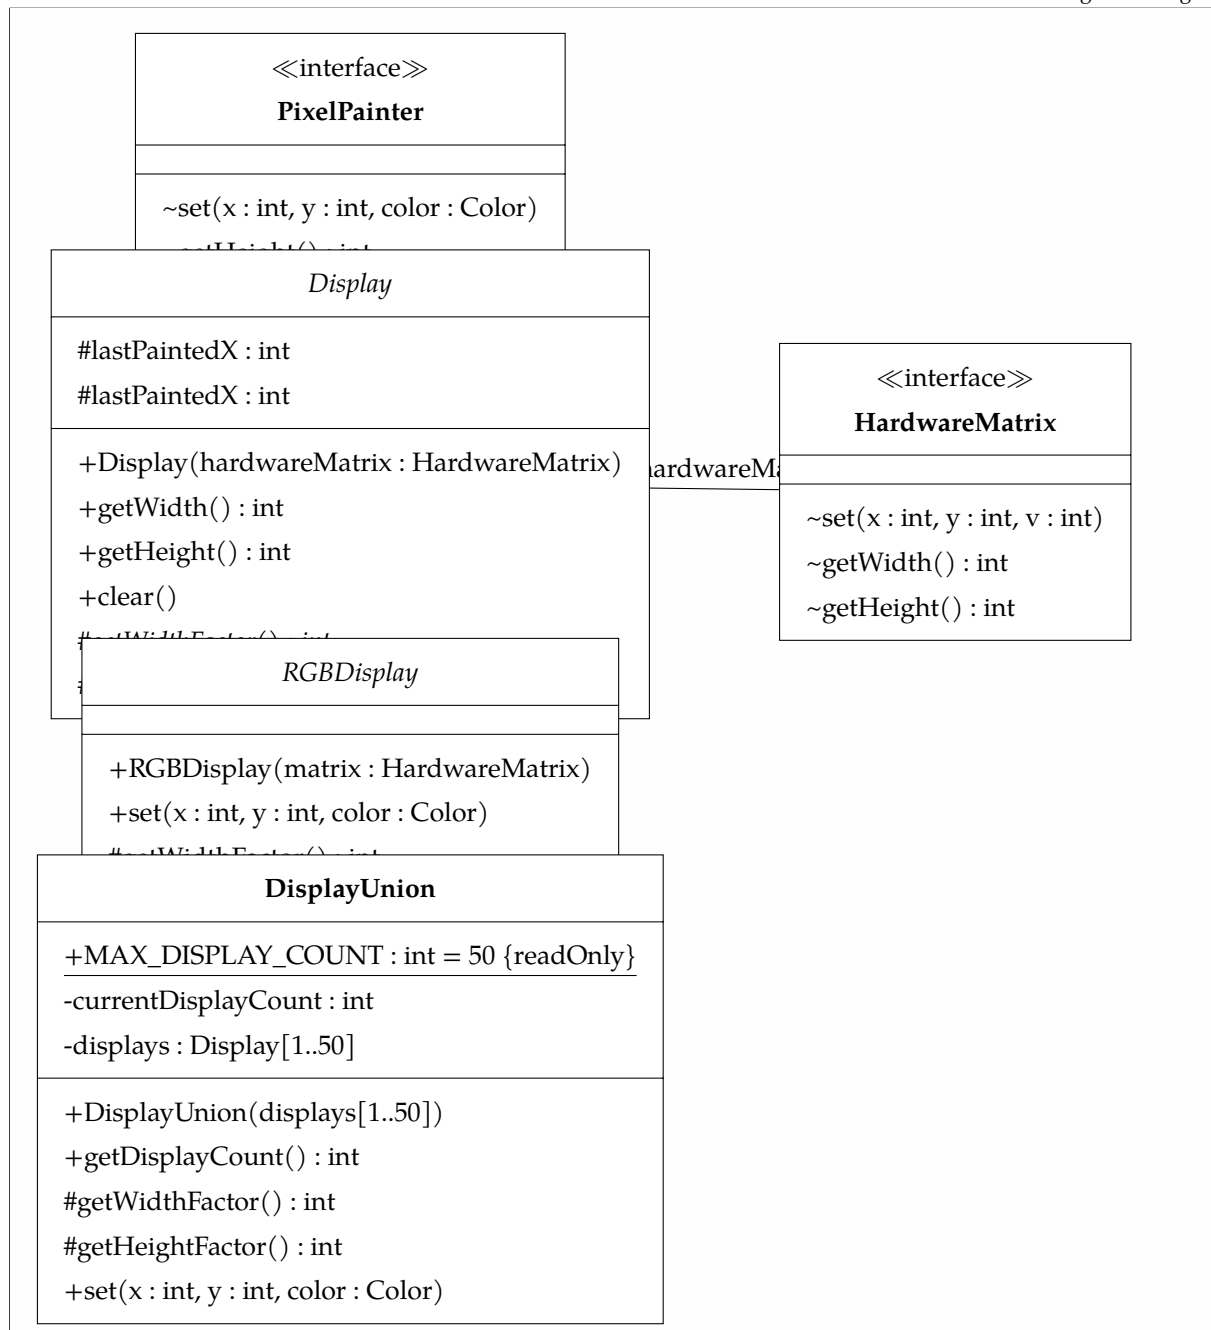 ≪interface≫
PixelPainter
~set(x : int, y : int, color : Color)
Display
#lastPaintedX : int
#lastPaintedX : int
+Display(hardwareMatrix : HardwareMatrix)
+getWidth() : int
+getHeight() : int
+clear()
≪interface≫
HardwareMatrix
~set(x : int, y : int, v : int)
~getWidth() : int
~getHeight() : int
RGBDisplay
+RGBDisplay(matrix : HardwareMatrix)
+set(x : int, y : int, color : Color)
DisplayUnion
+MAX_DISPLAY_COUNT : int = 50 {readOnly}
-currentDisplayCount : int
-displays : Display[1..50]
+DisplayUnion(displays[1..50])
+getDisplayCount() : int
#getWidthFactor() : int
#getHeightFactor() : int
+set(x : int, y : int, color : Color)